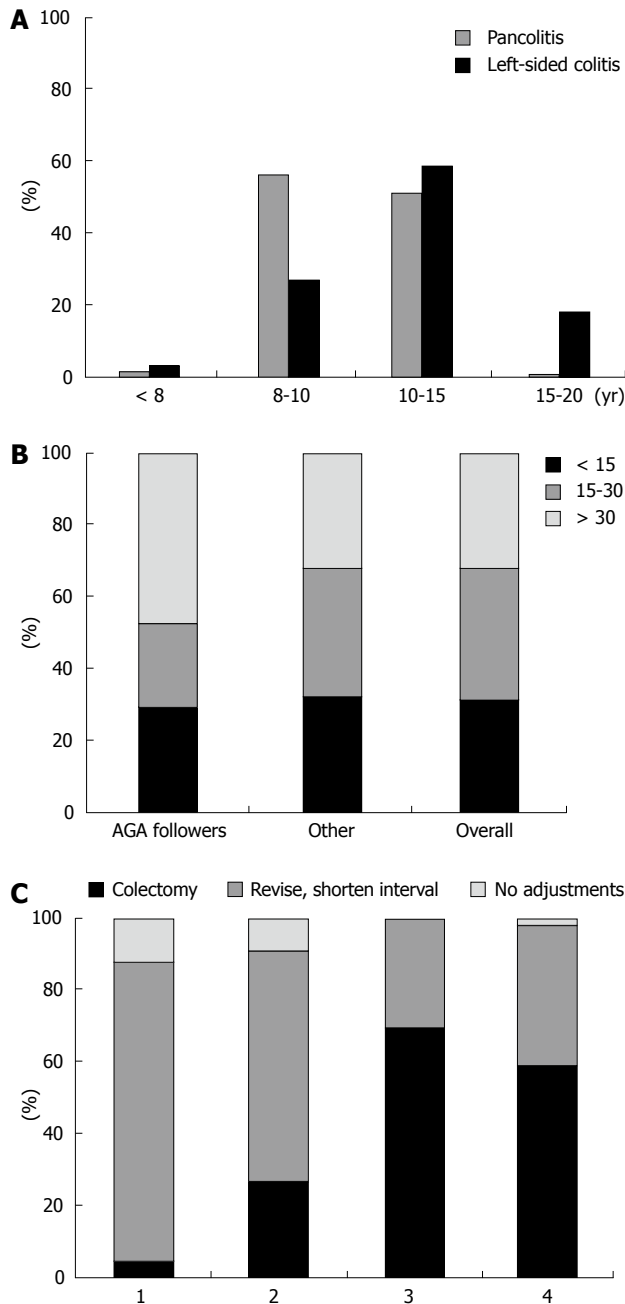 A
100
80
60
40
20
0
(%)
Pancolitis
Left-sided colitis
< 8 8-10 10-15 15-20 (yr)
B
100
80
60
40
20
0
(%)
< 15
15-30
> 30
AGA followers Other Overall
C
Colectomy Revise, shorten interval No adjustments
100
80
60
40
20
0
(%)
1 2 3 4